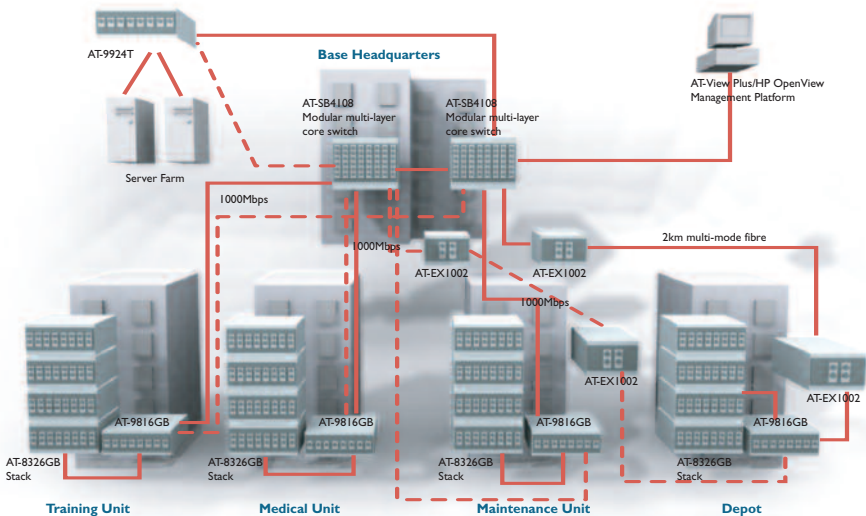 Base Headquarters
AT-9924T
AT-SB4108
Modular multi-layer
core switch
AT-SB4108
Modular multi-layer
core switch
AT-View Plus/HP OpenView
Management Platform
Server Farm
1000Mbps
1000Mbps
2km multi-mode fibre
AT-EX1002
AT-EX1002
1000Mbps
AT-EX1002
AT-EX1002
AT-9816GB
AT-9816GB
AT-9816GB
AT-9816GB
AT-8326GB
Stack
AT-8326GB
Stack
AT-8326GB
Stack
AT-8326GB
Stack
Training Unit
Medical Unit
Maintenance Unit
Depot